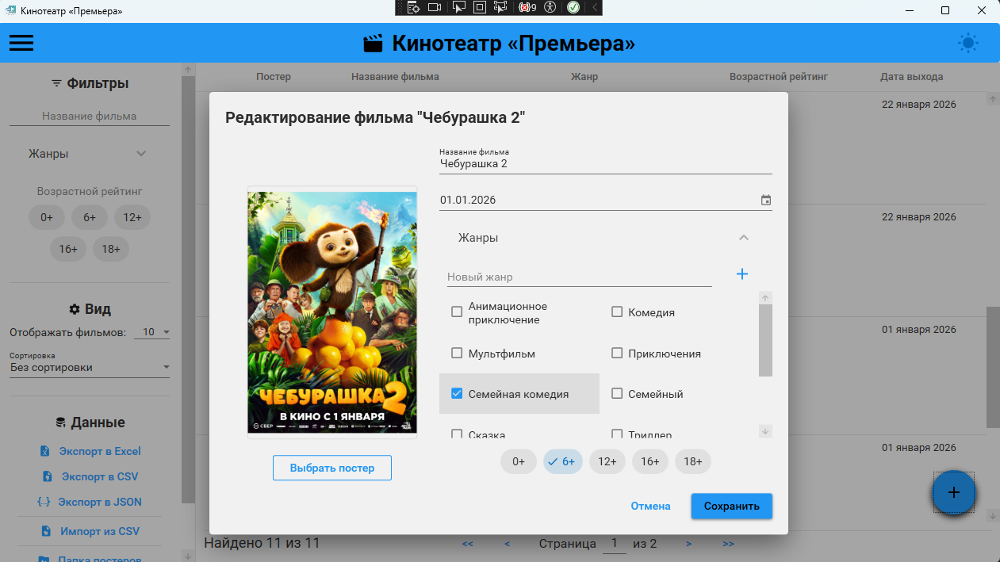 Кинотеатр «Премьера»
9
Кинотеатр «Премьера»
Фильтры
Название фильма
Жанры
Возрастной рейтинг
0+ 6+ 12+
16+ 18+
Вид
Отображать фильмов: 10
Сортировка
Без сортировки
Данные
Экспорт в Excel
Экспорт в CSV
{..} Экспорт в JSON
Импорт из CSV
Папка постеров
Постер Название фильма Жанр Возрастной рейтинг Дата выхода
22 января 2026
22 января 2026
01 января 2026
01 января 2026
Редактирование фильма "Чебурашка 2"
6+
ЧЕБУРАШКА 2
В КИНО С 1 ЯНВАРЯ
СБЕР
Выбрать постер
Название фильма
Чебурашка 2
01.01.2026
Жанры
Новый жанр
+
Анимационное
приключение
Комедия
Мультфильм
Приключения
Семейная комедия
Семейный
Сказка
Триллер
0+ 6+ 12+ 16+ 18+
Отмена Сохранить
+
Найдено 11 из 11 << < Страница 1 из 2 > >>